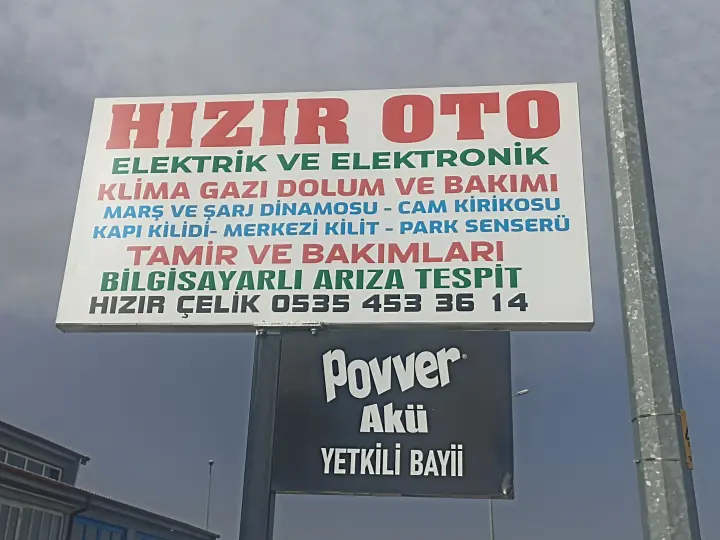 HIZIR OTO
ELEKTRİK VE ELEKTRONİK
KLİMA GAZI DOLUM VE BAKIMI
MARŞ VE ŞARJ DİNAMOSU - CAM KİRİKOSU
KAPI KİLİDİ- MERKEZİ KİLİT - PARK SENSERÜ
TAMİR VE BAKIMLARI
BİLGİSAYARLI ARIZA TESPİT
HIZIR ÇELİK 0535 453 36 14
Povver®
Akü
YETKİLİ BAYİİ